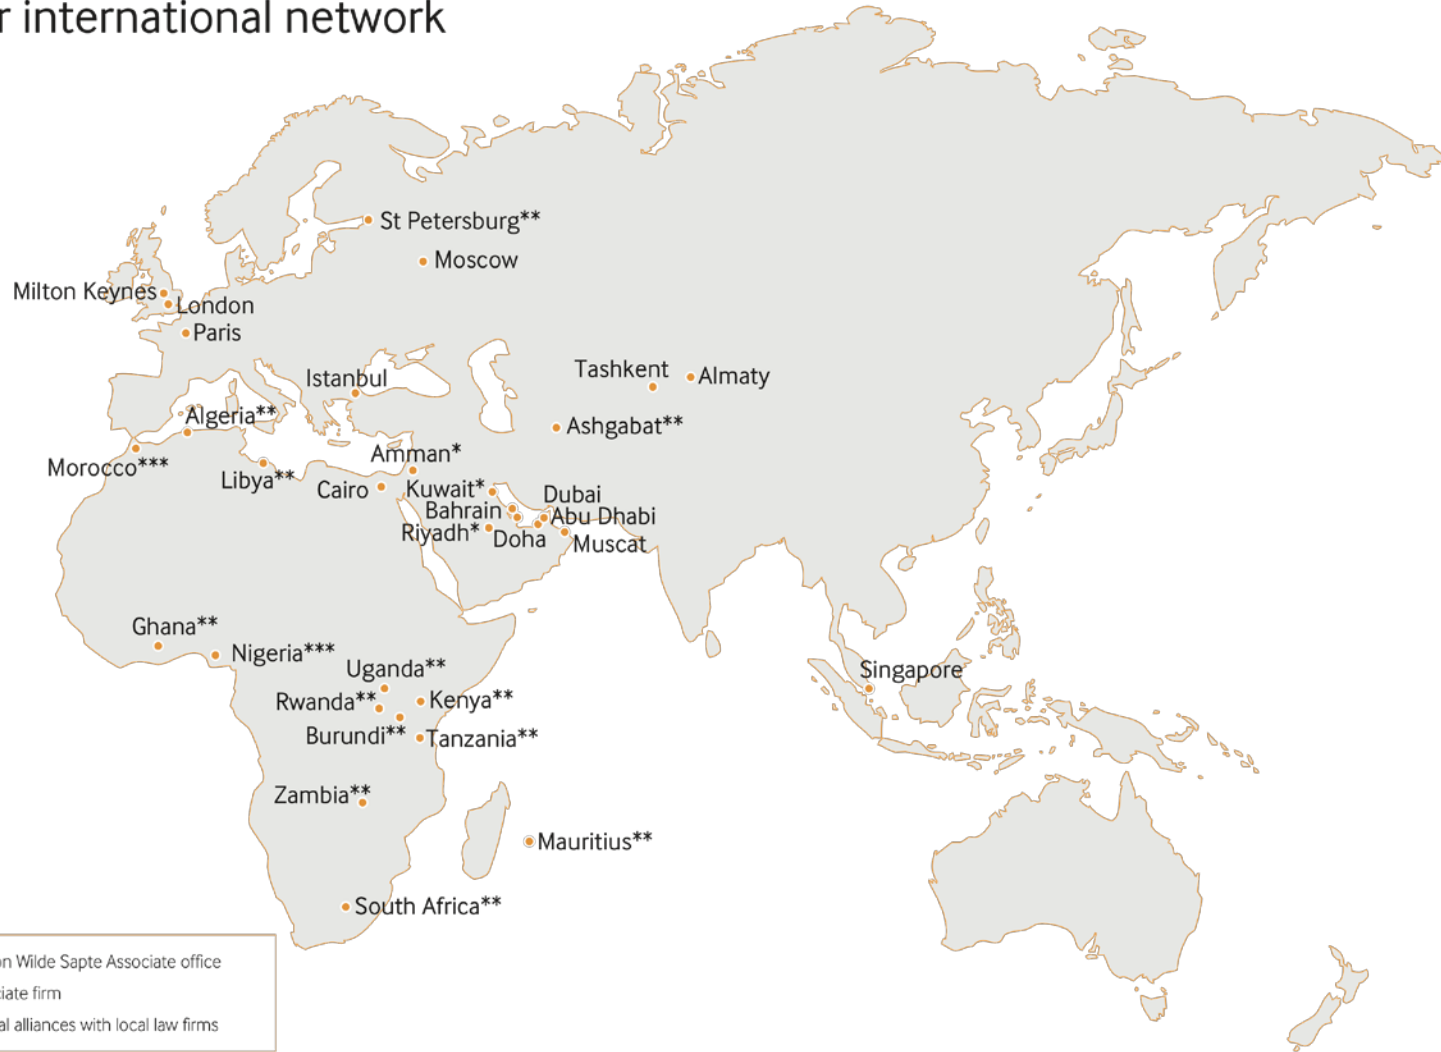 r international network
St Petersburg**
Moscow
Milton Keynes
London
Paris
Istanbul
Tashkent
Almaty
Algeria**
Ashgabat**
Morocco***
Amman*
Libya**
Cairo
Kuwait*
Dubai
Bahrain
Abu Dhabi
Riyadh*
Doha
Muscat
Ghana**
Nigeria***
Uganda**
Singapore
Rwanda**
Kenya**
Burundi**
Tanzania**
Zambia**
Mauritius**
South Africa**
on Wilde Sapte Associate office
ciate firm
al alliances with local law firms